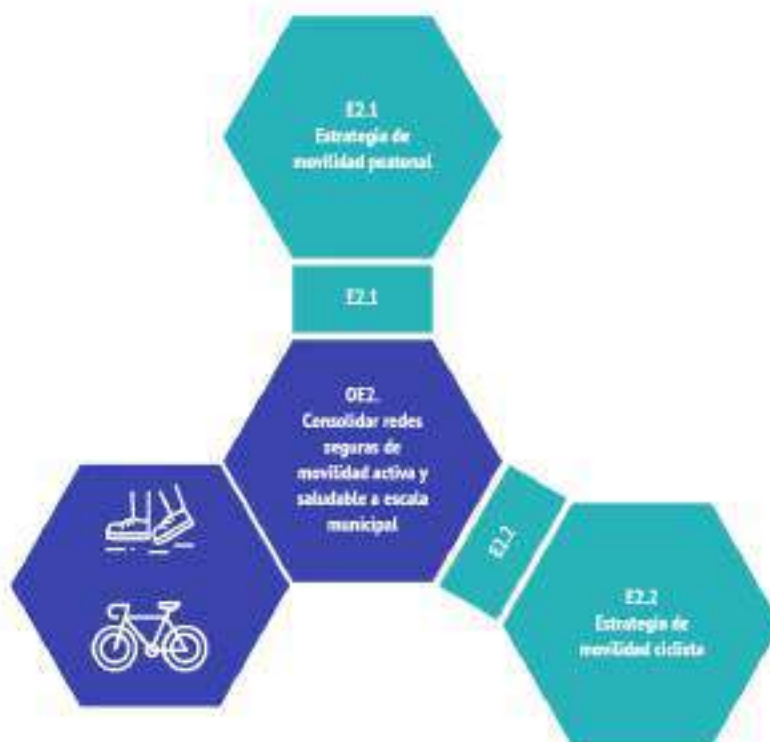 E2.1
Estrategia de
movilidad peatonal
E2.1
OE2.
Consolidar redes
seguras de
movilidad activa y
saludable a escala
municipal
E2.2
E2.2
Estrategia de
movilidad ciclista